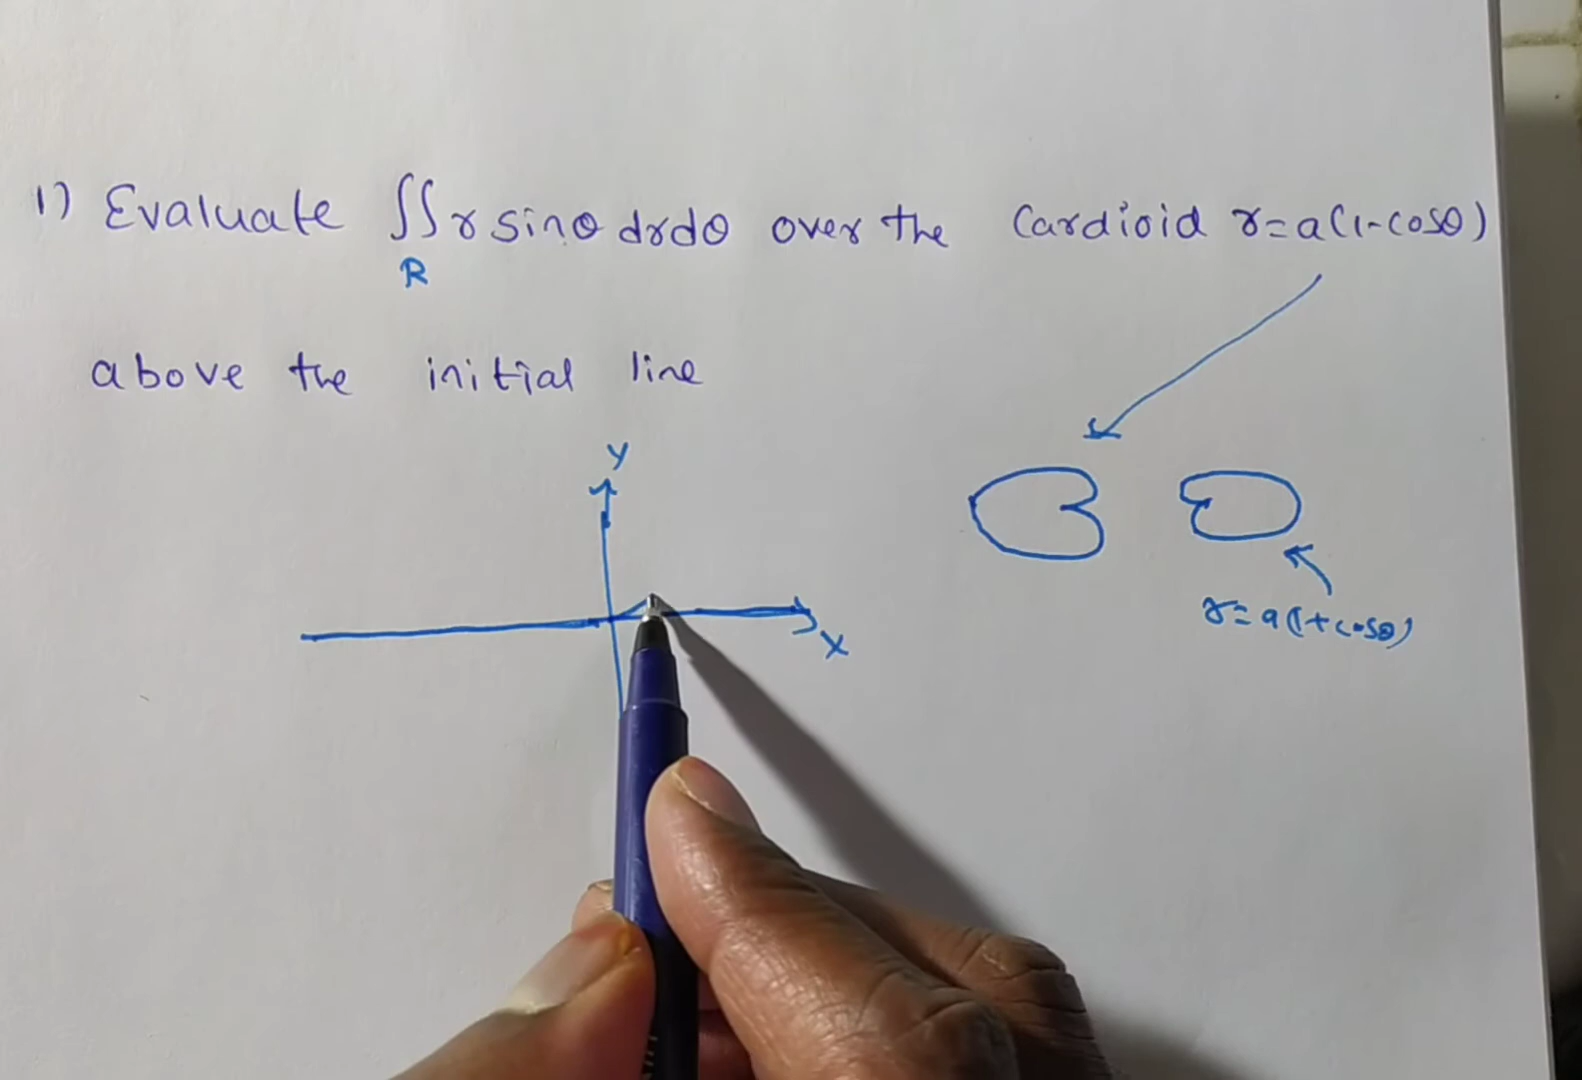 1) Evaluate ∬ r sinθ drdθ over the Cardioid r=a(1-cosθ)
R
above the initial line
Y
X
r=a(1+cosθ)